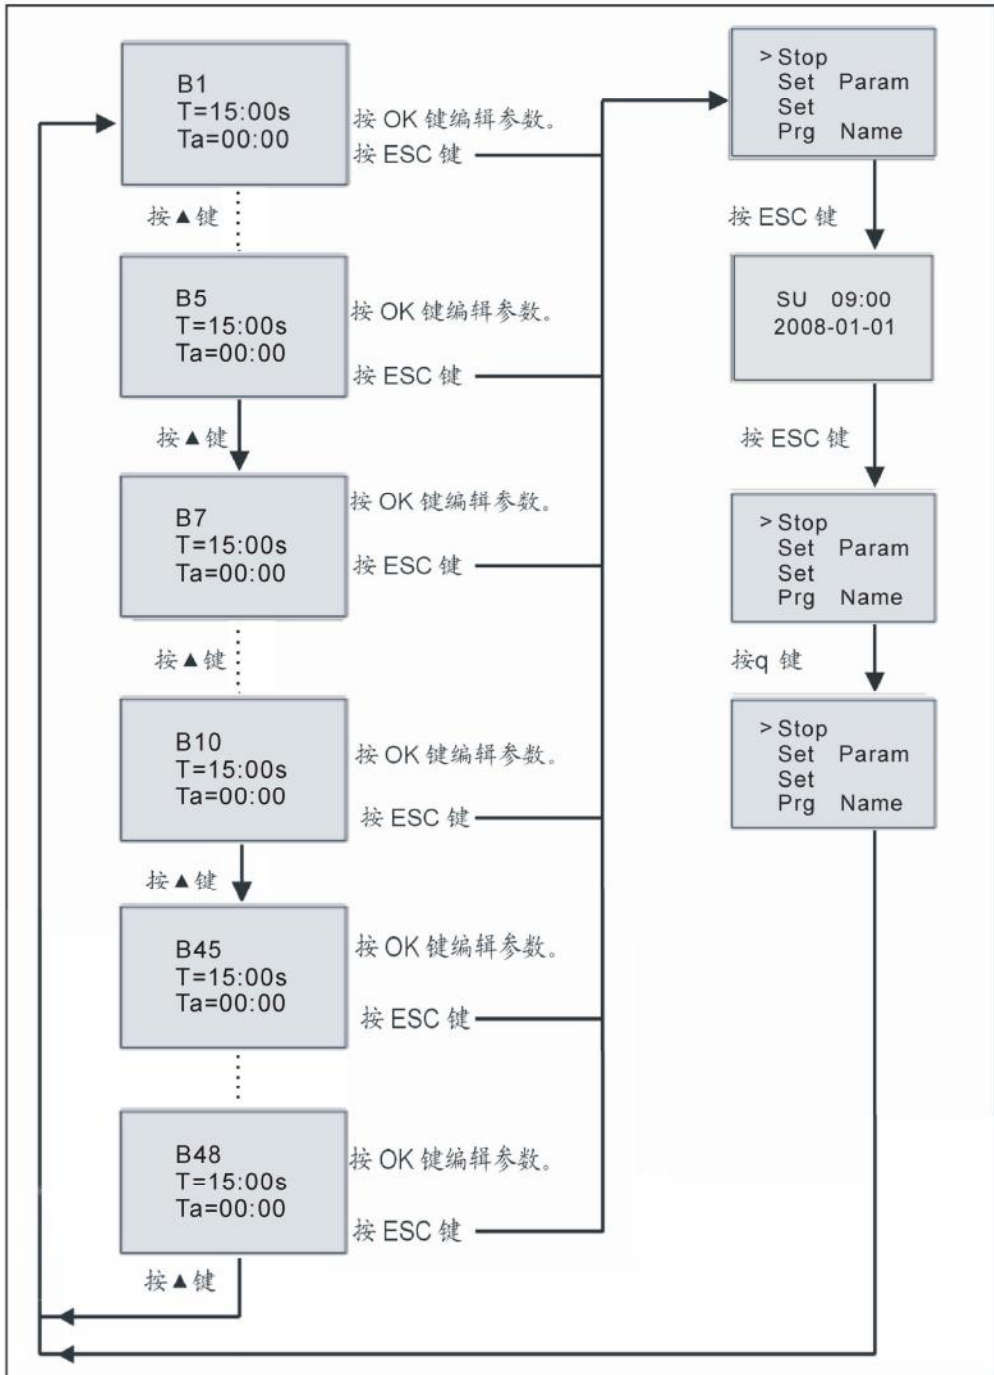 B1
T=15:00s
Ta=00:00
按 OK 键编辑参数。
按 ESC 键
按▲键
B5
T=15:00s
Ta=00:00
按 OK 键编辑参数。
按 ESC 键
按▲键
B7
T=15:00s
Ta=00:00
按 OK 键编辑参数。
按 ESC 键
按▲键
B10
T=15:00s
Ta=00:00
按 OK 键编辑参数。
按 ESC 键
按▲键
B45
T=15:00s
Ta=00:00
按 OK 键编辑参数。
按 ESC 键
B48
T=15:00s
Ta=00:00
按 OK 键编辑参数。
按 ESC 键
按▲键
>Stop
Set Param
Set
Prg Name
按 ESC 键
SU 09:00
2008-01-01
按 ESC 键
>Stop
Set Param
Set
Prg Name
按q 键
>Stop
Set Param
Set
Prg Name